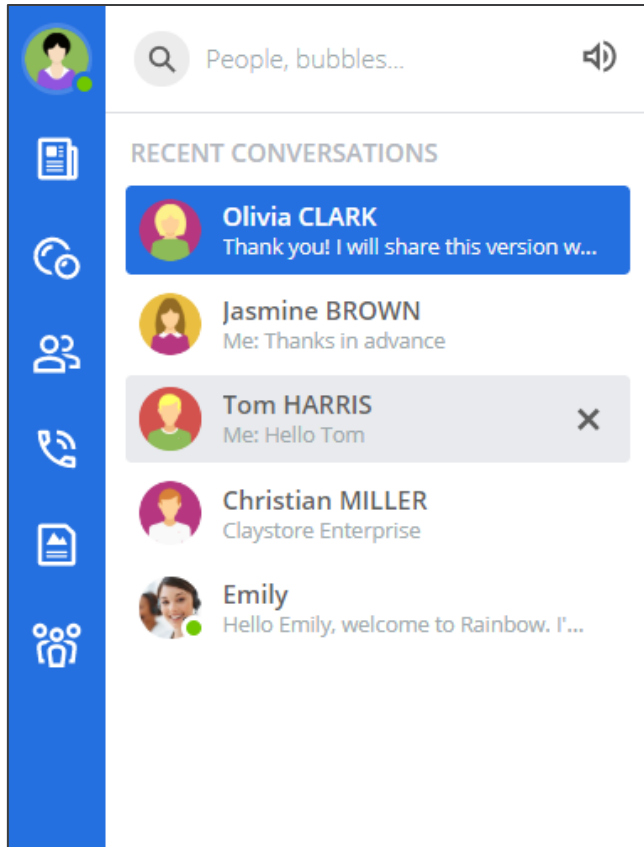 People, bubbles...
RECENT CONVERSATIONS
Olivia CLARK
Thank you! I will share this version w...
Jasmine BROWN
Me: Thanks in advance
Tom HARRIS
Me: Hello Tom
Christian MILLER
Claystore Enterprise
Emily
Hello Emily, welcome to Rainbow. I'...